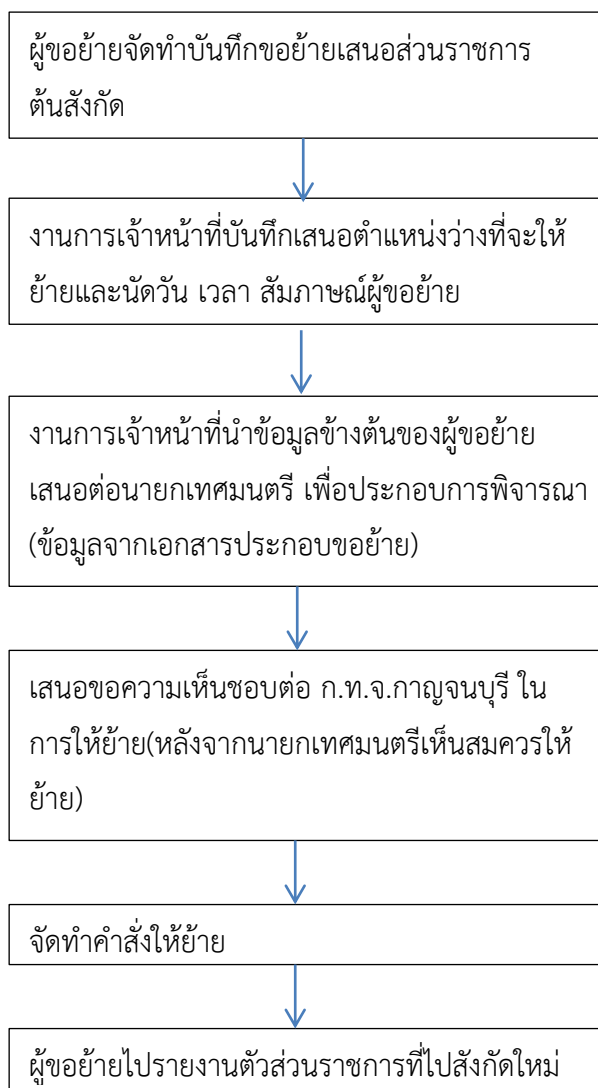 ผู้ขอย้ายจัดทำบันทึกขอย้ายเสนอส่วนราชการ
ต้นสังกัด
งานการเจ้าหน้าที่บันทึกเสนอตำแหน่งว่างที่จะให้
ย้ายและนัดวัน เวลา สัมภาษณ์ผู้ขอย้าย
งานการเจ้าหน้าที่นำข้อมูลข้างต้นของผู้ขอย้าย
เสนอต่อนายกเทศมนตรี เพื่อประกอบการพิจารณา
(ข้อมูลจากเอกสารประกอบขอย้าย)
เสนอขอความเห็นชอบต่อ ก.ท.จ.กาญจนบุรี ใน
การให้ย้าย(หลังจากนายกเทศมนตรีเห็นสมควรให้
ย้าย)
จัดทำคำสั่งให้ย้าย
ผู้ขอย้ายไปรายงานตัวส่วนราชการที่ไปสังกัดใหม่